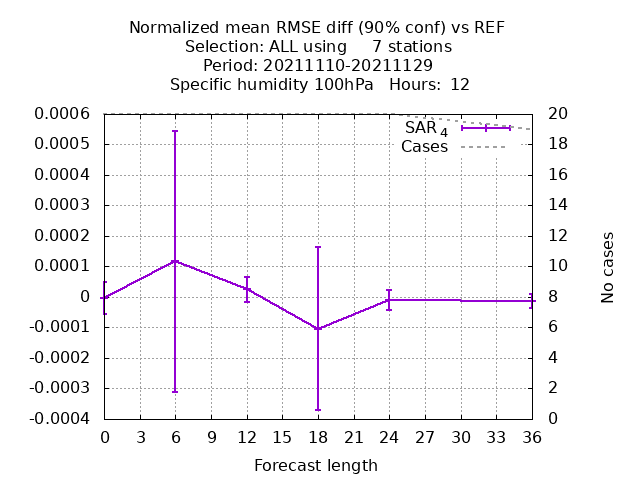 Normalized mean RMSE diff (90% conf) vs REF
Selection: ALL using     7 stations
Period: 20211110-20211129
Specific humidity 100hPa   Hours:  12
0.0006
0.0005
0.0004
0.0003
0.0002
0.0001
0
-0.0001
-0.0002
-0.0003
-0.0004
SAR 4
Cases
20
18
16
14
12
10
8
6
4
2
0
No cases
0 3 6 9 12 15 18 21 24 27 30 33 36
Forecast length